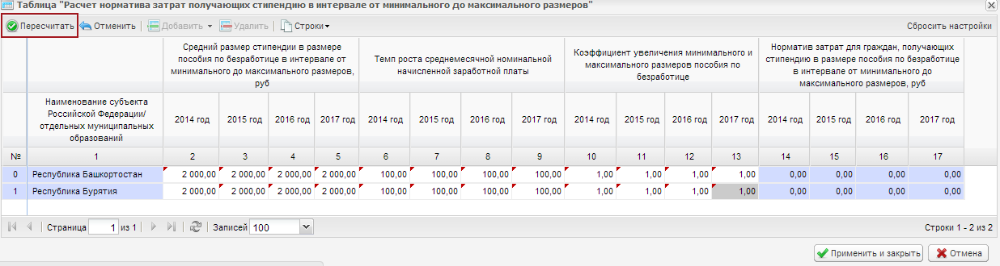 Таблица "Расчет норматива затрат получающих стипендию в интервале от минимального до максимального размеров"
Пересчитать Отменить Добавить Удалить Строки Сбросить настройки
Средний размер стипендии в размере
пособия по безработице в интервале от
минимального до максимального размеров,
руб
Темп роста среднемесячной номинальной
начисленной заработной платы
Коэффициент увеличения минимального и
максимального размеров пособия по
безработице
Норматив затрат для граждан, получающих
стипендию в размере пособия по безработице
в интервале от минимального до
максимального размеров, руб
Наименование субъекта
Российской Федерации/
отдельных муниципальных
образований
2014 год 2015 год 2016 год 2017 год 2014 год 2015 год 2016 год 2017 год 2014 год 2015 год 2016 год 2017 год 2014 год 2015 год 2016 год 2017 год
№ 1 2 3 4 5 6 7 8 9 10 11 12 13 14 15 16 17
0 Республика Башкортостан 2 000,00 2 000,00 2 000,00 2 000,00 100,00 100,00 100,00 100,00 1,00 1,00 1,00 1,00 0,00 0,00 0,00 0,00
1 Республика Бурятия 2 000,00 2 000,00 2 000,00 2 000,00 100,00 100,00 100,00 100,00 1,00 1,00 1,00 1,00 0,00 0,00 0,00 0,00
Страница 1 из 1 Записей 100 Строки 1 - 2 из 2
Применить и закрыть Отмена